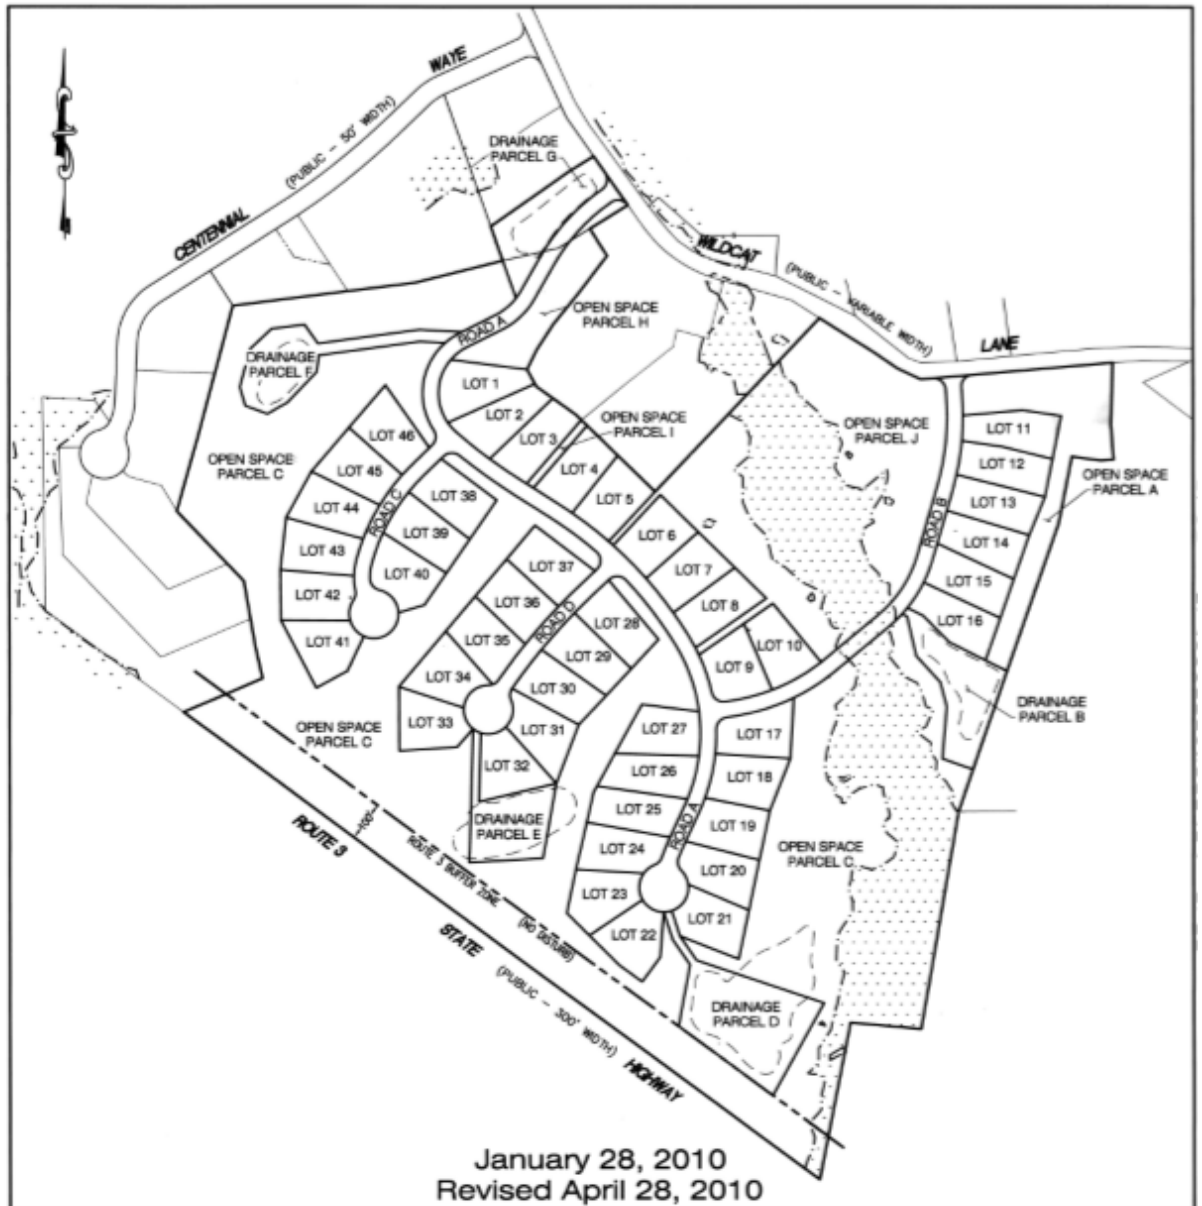 WAYE
(PUBLIC - 50' WIDTH)
CENTENNIAL
DRAINAGE
PARCEL G
WILDCAT
(PUBLIC - VARIABLE WIDTH)
LANE
OPEN SPACE
PARCEL H
ROAD A
DRAINAGE
PARCEL F
LOT 1
LOT 2
LOT 3
OPEN SPACE
PARCEL I
LOT 4
LOT 5
OPEN SPACE
PARCEL J
LOT 11
LOT 12
LOT 13
LOT 14
LOT 15
LOT 16
ROAD B
OPEN SPACE
PARCEL A
OPEN SPACE
PARCEL C
LOT 46
LOT 45
LOT 44
LOT 43
LOT 42
LOT 41
ROAD C
LOT 38
LOT 39
LOT 40
LOT 6
LOT 7
LOT 8
LOT 9
LOT 10
LOT 37
LOT 36
LOT 35
LOT 34
LOT 33
ROAD D
LOT 28
LOT 29
LOT 30
LOT 31
LOT 32
DRAINAGE
PARCEL B
OPEN SPACE
PARCEL C
LOT 27
LOT 26
LOT 25
LOT 24
LOT 23
LOT 22
ROAD A
LOT 17
LOT 18
LOT 19
LOT 20
LOT 21
DRAINAGE
PARCEL E
OPEN SPACE
PARCEL C
100'
ROUTE 3 BUFFER ZONE
(NO DISTURB)
ROUTE 3
STATE
(PUBLIC - 300' WIDTH)
HIGHWAY
DRAINAGE
PARCEL D
January 28, 2010
Revised April 28, 2010